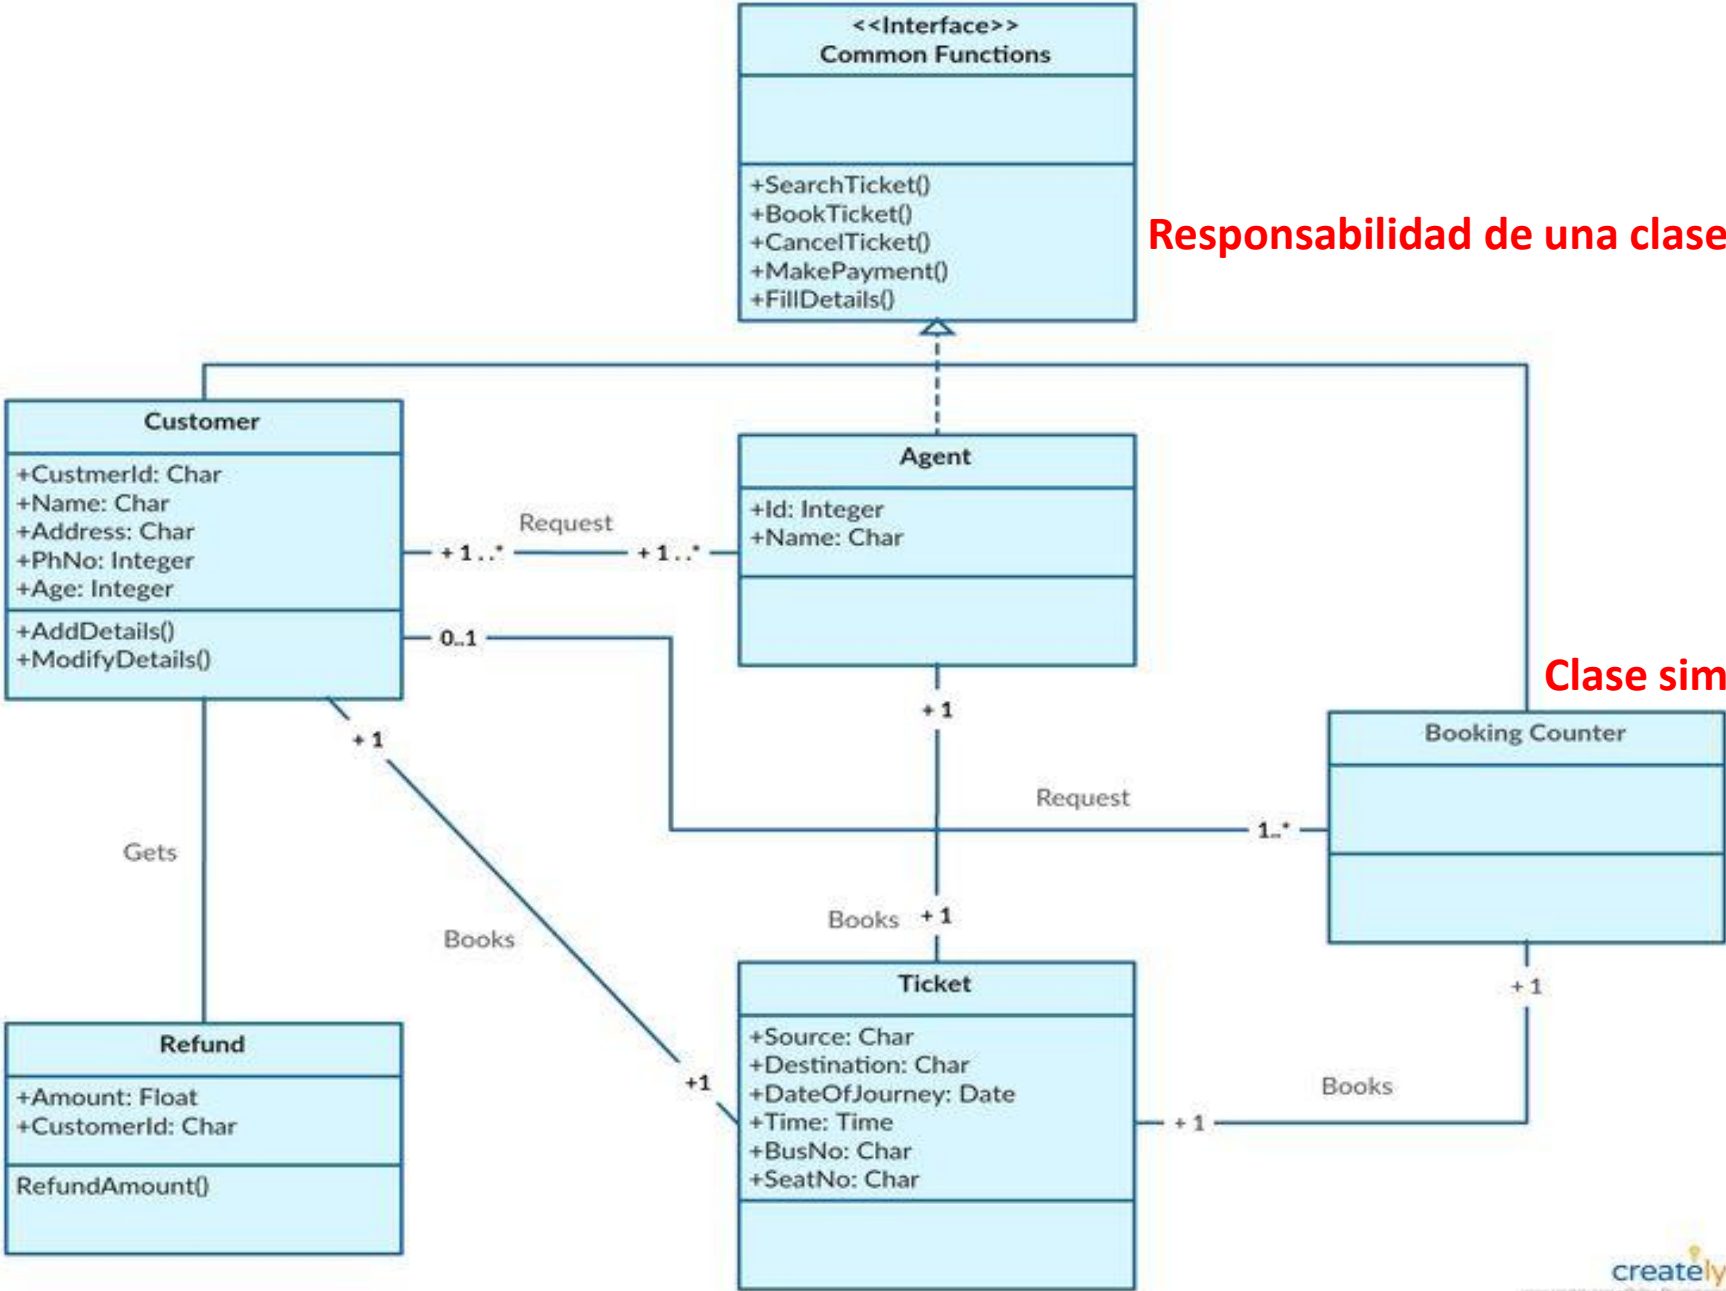 <<Interface>>
Common Functions
+SearchTicket()
+BookTicket()
+CancelTicket()
+MakePayment()
+FillDetails()
Responsabilidad de una clase
Customer
+CustmerId: Char
+Name: Char
+Address: Char
+PhNo: Integer
+Age: Integer
+AddDetails()
+ModifyDetails()
Request
+ 1 . .*
+ 1 . .*
Agent
+Id: Integer
+Name: Char
0..1
Request
1..*
Clase sim
Booking Counter
+ 1
+ 1
Gets
Books
Books
+ 1
+1
Refund
+Amount: Float
+CustomerId: Char
RefundAmount()
Ticket
+Source: Char
+Destination: Char
+DateOfJourney: Date
+Time: Time
+BusNo: Char
+SeatNo: Char
+ 1
Books
+ 1
creately